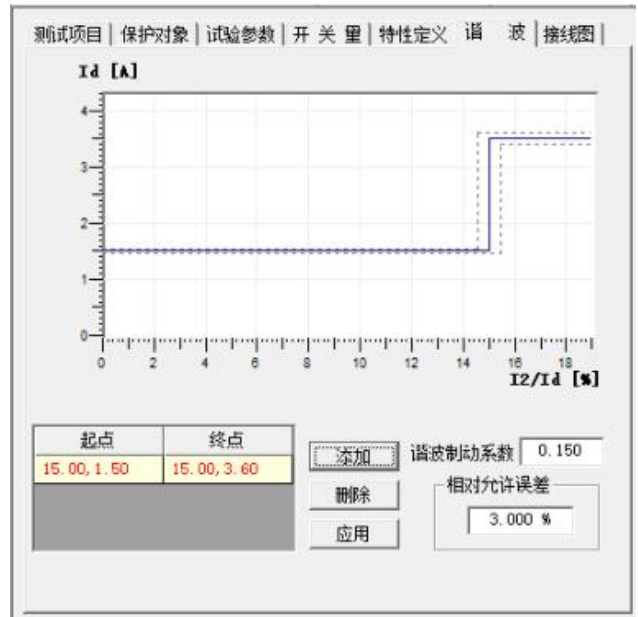 测试项目 保护对象 试验参数 开 关 量 特性定义 谐 波 接线图
Id [A]
4
3
2
1
0
0 2 4 6 8 10 12 14 16 18
I2/Id [%]
起点 终点
15.00,1.50 15.00,3.60
添加
删除
应用
谐波制动系数 0.150
相对允许误差
3.000 %